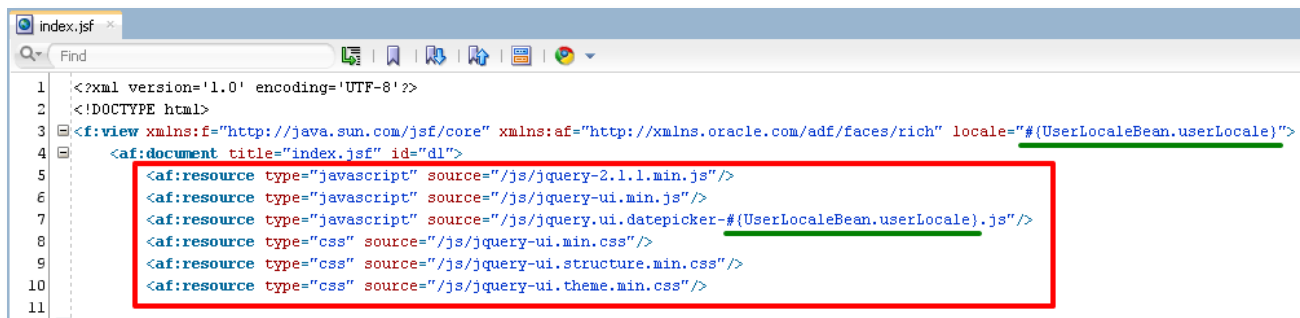 index.jsf
Find
1 <?xml version='1.0' encoding='UTF-8'?>
2 <!DOCTYPE html>
3 <f:view xmlns:f="http://java.sun.com/jsf/core" xmlns:af="http://xmlns.oracle.com/adf/faces/rich" locale="#{UserLocaleBean.userLocale}">
4 <af:document title="index.jsf" id="d1">
5 <af:resource type="javascript" source="/js/jquery-2.1.1.min.js"/>
6 <af:resource type="javascript" source="/js/jquery-ui.min.js"/>
7 <af:resource type="javascript" source="/js/jquery.ui.datepicker-#{UserLocaleBean.userLocale}.js"/>
8 <af:resource type="css" source="/js/jquery-ui.min.css"/>
9 <af:resource type="css" source="/js/jquery-ui.structure.min.css"/>
10 <af:resource type="css" source="/js/jquery-ui.theme.min.css"/>
11